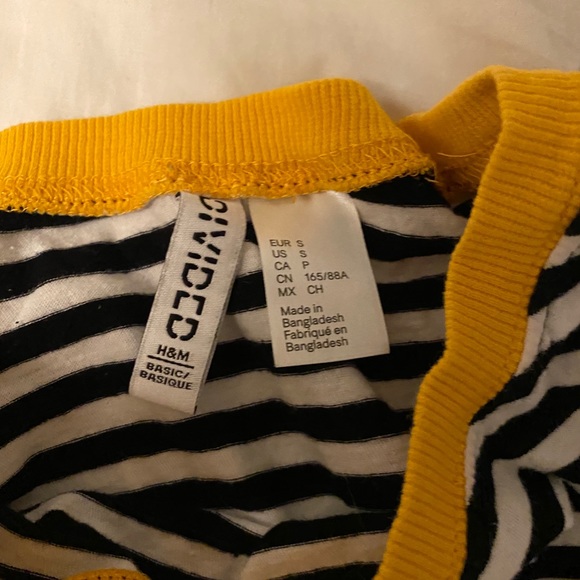 DIVIDED
H&M
BASIC/
BASIQUE
EUR S
US S
CA P
CN 165/88A
MX CH
Made in
Bangladesh
Fabriqué en
Bangladesh